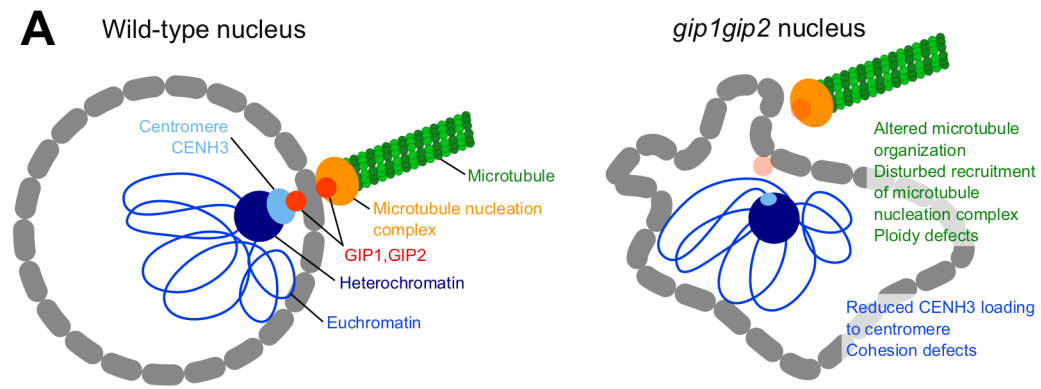 A
Wild-type nucleus
gip1gip2 nucleus
Centromere
CENH3
Microtubule
Microtubule nucleation
complex
GIP1,GIP2
Heterochromatin
Euchromatin
Altered microtubule
organization
Disturbed recruitment
of microtubule
nucleation complex
Ploidy defects
Reduced CENH3 loading
to centromere
Cohesion defects